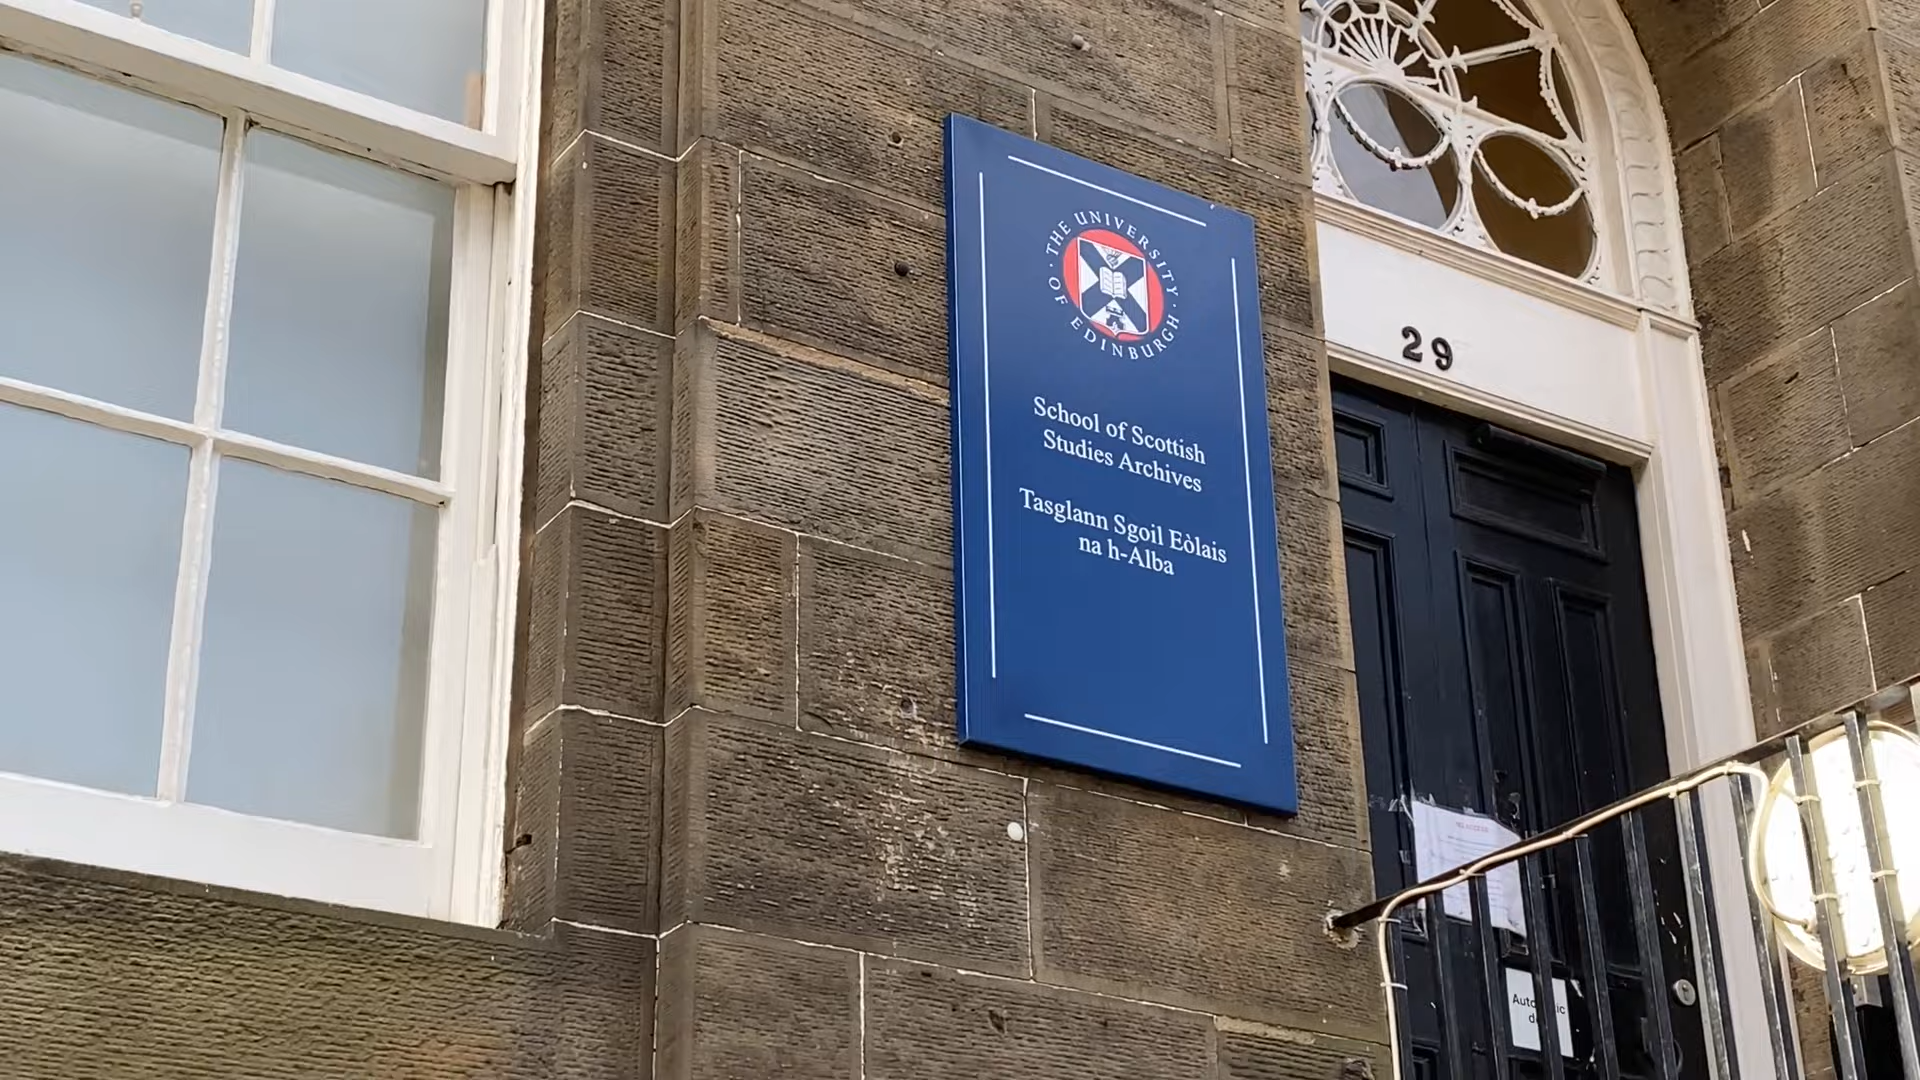 THE UNIVERSITY
OF EDINBURGH
School of Scottish
Studies Archives
Tasglann Sgoil Eòlais
na h-Alba
29